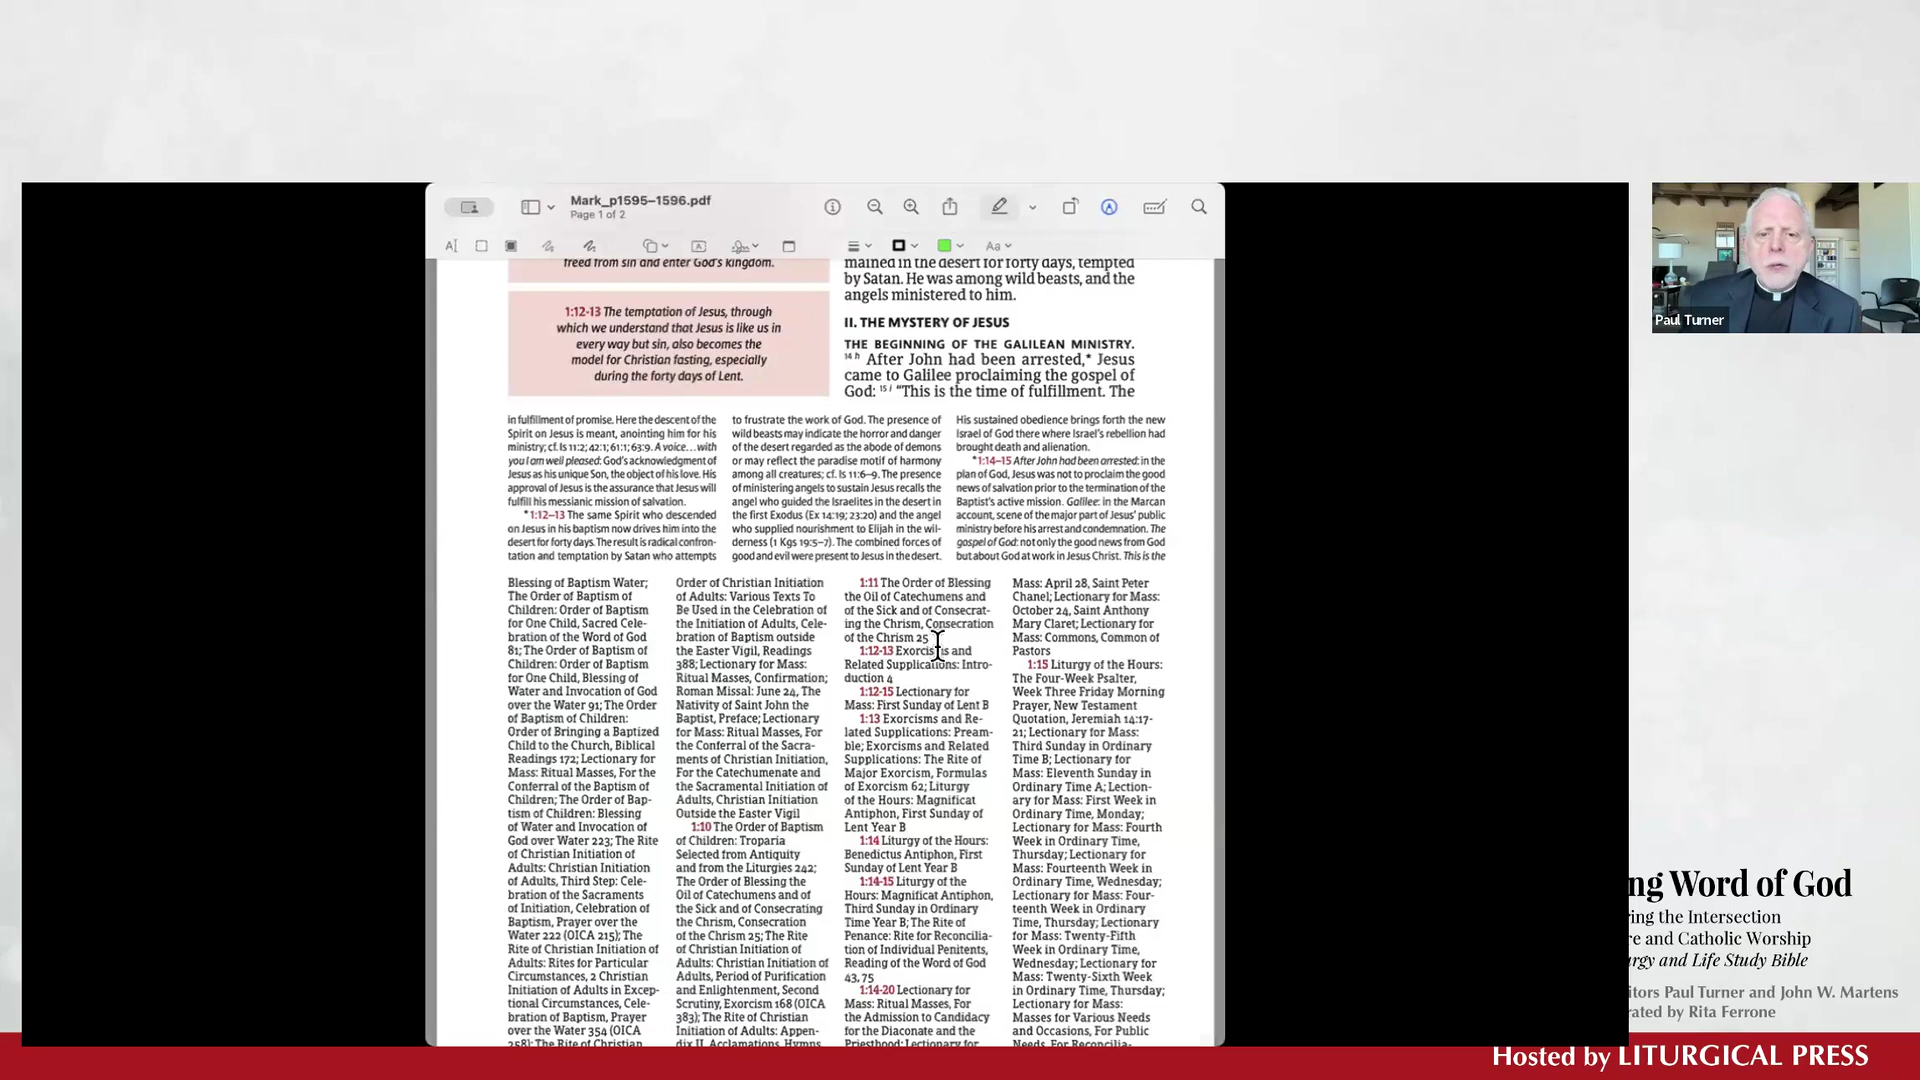 Mark_p1595–1596.pdf
Page 1 of 2
freed from sin and enter God's kingdom.
1:12-13 The temptation of Jesus, through
which we understand that Jesus is like us in
every way but sin, also becomes the
model for Christian fasting, especially
during the forty days of Lent.
mained in the desert for forty days, tempted
by Satan. He was among wild beasts, and the
angels ministered to him.
II. THE MYSTERY OF JESUS
THE BEGINNING OF THE GALILEAN MINISTRY.
14 h After John had been arrested,* Jesus
came to Galilee proclaiming the gospel of
God: 15 i “This is the time of fulfillment. The
in fulfillment of promise. Here the descent of the
Spirit on Jesus is meant, anointing him for his
ministry; cf. Is 11:2; 42:1; 61:1; 63:9. A voice…with
you I am well pleased: God's acknowledgment of
Jesus as his unique Son, the object of his love. His
approval of Jesus is the assurance that Jesus will
fulfill his messianic mission of salvation.
*1:12–13 The same Spirit who descended
on Jesus in his baptism now drives him into the
desert for forty days. The result is radical confron-
tation and temptation by Satan who attempts
to frustrate the work of God. The presence of
wild beasts may indicate the horror and danger
of the desert regarded as the abode of demons
or may reflect the paradise motif of harmony
among all creatures; cf. Is 11:6–9. The presence
of ministering angels to sustain Jesus recalls the
angel who guided the Israelites in the desert in
the first Exodus (Ex 14:19; 23:20) and the angel
who supplied nourishment to Elijah in the wil-
derness (1 Kgs 19:5–7). The combined forces of
good and evil were present to Jesus in the desert.
His sustained obedience brings forth the new
Israel of God there where Israel's rebellion had
brought death and alienation.
*1:14–15 After John had been arrested: in the
plan of God, Jesus was not to proclaim the good
news of salvation prior to the termination of the
Baptist's active mission. Galilee: in the Marcan
account, scene of the major part of Jesus' public
ministry before his arrest and condemnation. The
gospel of God: not only the good news from God
but about God at work in Jesus Christ. This is the
Blessing of Baptism Water;
The Order of Baptism of
Children: Order of Baptism
for One Child, Sacred Cele-
bration of the Word of God
81; The Order of Baptism of
Children: Order of Baptism
for One Child, Blessing of
Water and Invocation of God
over the Water 91; The Order
of Baptism of Children:
Order of Bringing a Baptized
Child to the Church, Biblical
Readings 172; Lectionary for
Mass: Ritual Masses, For the
Conferral of the Baptism of
Children; The Order of Bap-
tism of Children: Blessing
of Water and Invocation of
God over Water 223; The Rite
of Christian Initiation of
Adults: Christian Initiation
of Adults, Third Step: Cele-
bration of the Sacraments
of Initiation, Celebration of
Baptism, Prayer over the
Water 222 (OICA 215); The
Rite of Christian Initiation of
Adults: Rites for Particular
Circumstances, 2 Christian
Initiation of Adults in Excep-
tional Circumstances, Cele-
bration of Baptism, Prayer
over the Water 354 (OICA
258); The Rite of Christian
Order of Christian Initiation
of Adults: Various Texts To
Be Used in the Celebration of
the Initiation of Adults, Cele-
bration of Baptism outside
the Easter Vigil, Readings
388; Lectionary for Mass:
Ritual Masses, Confirmation;
Roman Missal: June 24, The
Nativity of Saint John the
Baptist, Preface; Lectionary
for Mass: Ritual Masses, For
the Conferral of the Sacra-
ments of Christian Initiation,
For the Catechumenate and
the Sacramental Initiation of
Adults, Christian Initiation
Outside the Easter Vigil
1:10 The Order of Baptism
of Children: Troparia
Selected from Antiquity
and from the Liturgies 242;
The Order of Blessing the
Oil of Catechumens and of
the Sick and of Consecrating
the Chrism, Consecration
of the Chrism 25; The Rite
of Christian Initiation of
Adults: Christian Initiation of
Adults, Period of Purification
and Enlightenment, Second
Scrutiny, Exorcism 168 (OICA
383); The Rite of Christian
Initiation of Adults: Appen-
dix II, Acclamations, Hymns
1:11 The Order of Blessing
the Oil of Catechumens and
of the Sick and of Consecrat-
ing the Chrism, Consecration
of the Chrism 25
1:12-13 Exorcisms and
Related Supplications: Intro-
duction 4
1:12-15 Lectionary for
Mass: First Sunday of Lent B
1:13 Exorcisms and Re-
lated Supplications: Pream-
ble; Exorcisms and Related
Supplications: The Rite of
Major Exorcism, Formulas
of Exorcism 62; Liturgy
of the Hours: Magnificat
Antiphon, First Sunday of
Lent Year B
1:14 Liturgy of the Hours:
Benedictus Antiphon, First
Sunday of Lent Year B
1:14-15 Liturgy of the
Hours: Magnificat Antiphon,
Third Sunday in Ordinary
Time Year B; The Rite of
Penance: Rite for Reconcilia-
tion of Individual Penitents,
Reading of the Word of God
43, 75
1:14-20 Lectionary for
Mass: Ritual Masses, For
the Admission to Candidacy
for the Diaconate and the
Priesthood; Lectionary for
Mass: April 28, Saint Peter
Chanel; Lectionary for Mass:
October 24, Saint Anthony
Mary Claret; Lectionary for
Mass: Commons, Common of
Pastors
1:15 Liturgy of the Hours:
The Four-Week Psalter,
Week Three Friday Morning
Prayer, New Testament
Quotation, Jeremiah 14:17-
21; Lectionary for Mass:
Third Sunday in Ordinary
Time B; Lectionary for
Mass: Eleventh Sunday in
Ordinary Time A; Lection-
ary for Mass: First Week in
Ordinary Time, Monday;
Lectionary for Mass: Fourth
Week in Ordinary Time,
Thursday; Lectionary for
Mass: Fourteenth Week in
Ordinary Time, Wednesday;
Lectionary for Mass: Four-
teenth Week in Ordinary
Time, Thursday; Lectionary
for Mass: Twenty-Fifth
Week in Ordinary Time,
Wednesday; Lectionary for
Mass: Twenty-Sixth Week
in Ordinary Time, Thursday;
Lectionary for Mass:
Masses for Various Needs
and Occasions, For Public
Needs, For Reconcilia-
Paul Turner
ng Word of God
ring the Intersection
re and Catholic Worship
rgy and Life Study Bible
itors Paul Turner and John W. Martens
rated by Rita Ferrone
Hosted by LITURGICAL PRESS